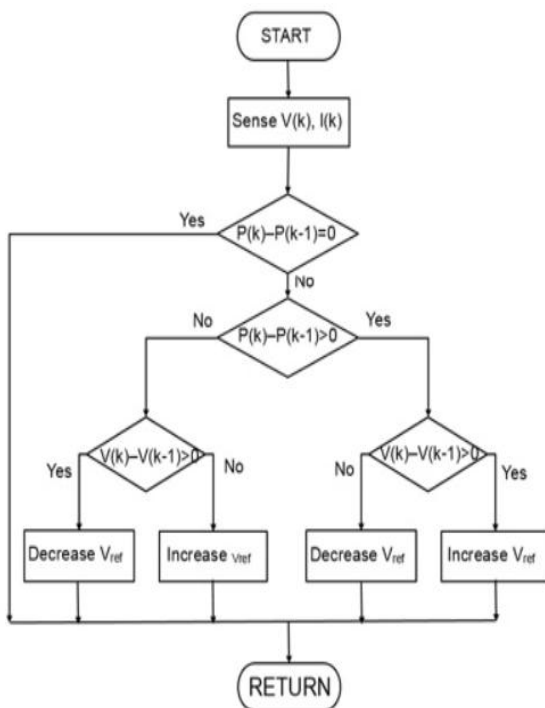 START
Sense V(k), I(k)
Yes
P(k)–P(k-1)=0
No
No
P(k)–P(k-1)>0
Yes
Yes
V(k)–V(k-1)>0
No
No
V(k)–V(k-1)>0
Yes
Decrease Vref
Increase Vref
Decrease Vref
Increase Vref
RETURN